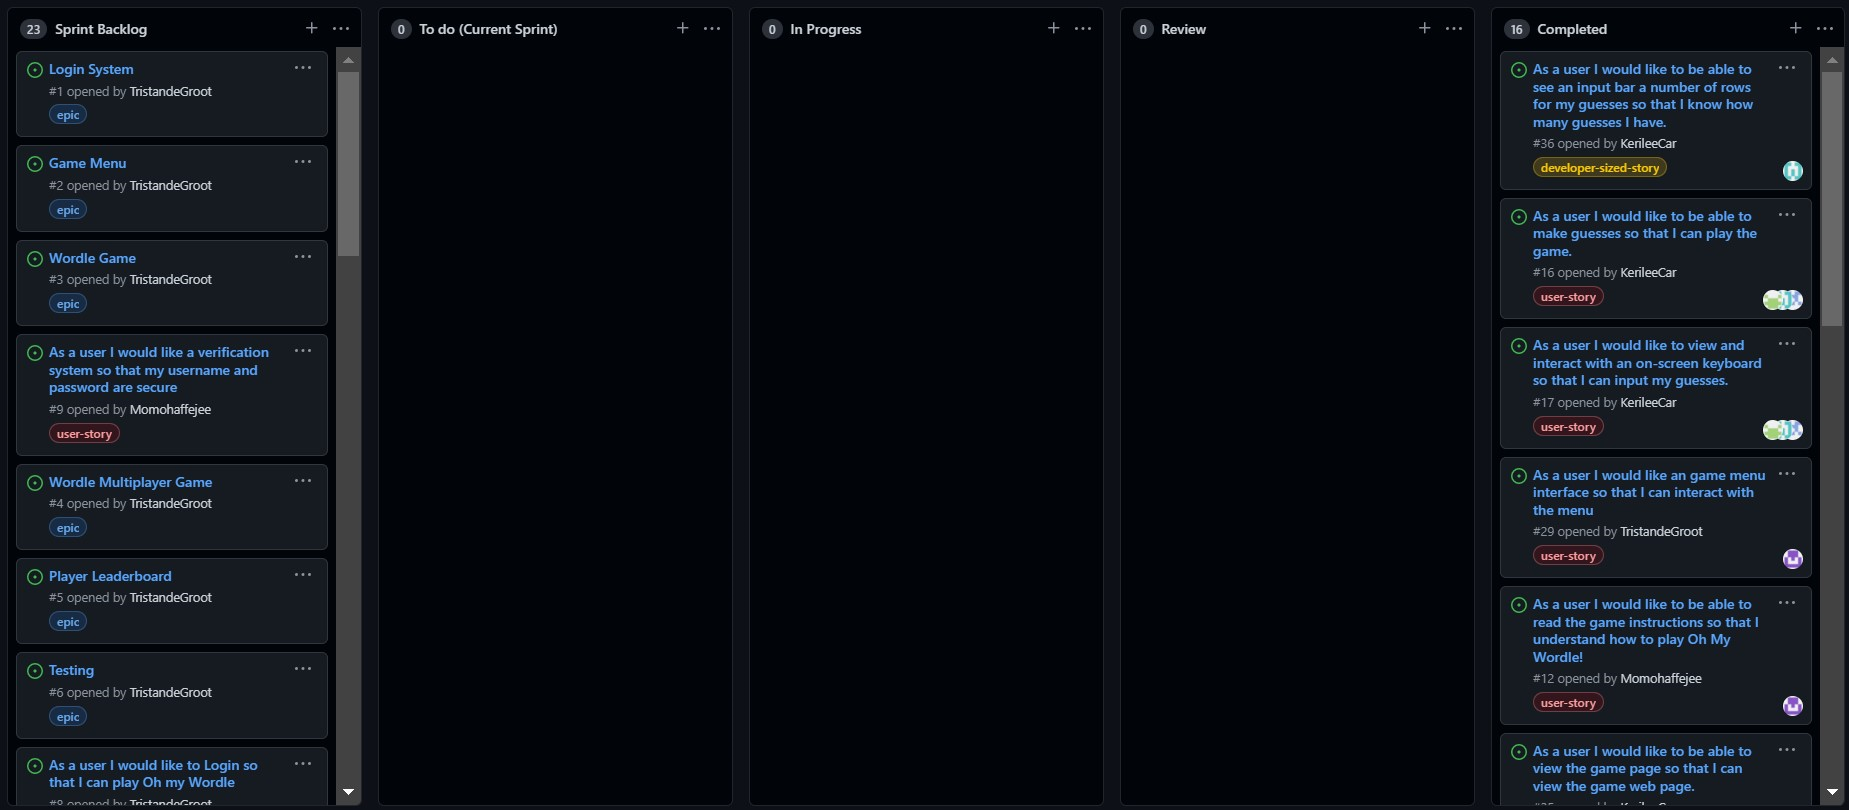 23 Sprint Backlog
Login System
#1 opened by TristandeGroot
epic
Game Menu
#2 opened by TristandeGroot
epic
Wordle Game
#3 opened by TristandeGroot
epic
As a user I would like a verification
system so that my username and
password are secure
#9 opened by Momohaffejee
user-story
Wordle Multiplayer Game
#4 opened by TristandeGroot
epic
Player Leaderboard
#5 opened by TristandeGroot
epic
Testing
#6 opened by TristandeGroot
epic
As a user I would like to Login so
that I can play Oh my Wordle
#8 opened by TristandeGroot
0 To do (Current Sprint)
0 In Progress
0 Review
16 Completed
As a user I would like to be able to
see an input bar a number of rows
for my guesses so that I know how
many guesses I have.
#36 opened by KerileeCar
developer-sized-story
As a user I would like to be able to
make guesses so that I can play the
game.
#16 opened by KerileeCar
user-story
As a user I would like to view and
interact with an on-screen keyboard
so that I can input my guesses.
#17 opened by KerileeCar
user-story
As a user I would like an game menu
interface so that I can interact with
the menu
#29 opened by TristandeGroot
user-story
As a user I would like to be able to
read the game instructions so that I
understand how to play Oh My
Wordle!
#12 opened by Momohaffejee
user-story
As a user I would like to be able to
view the game page so that I can
view the game web page.
opened by KerileeCar